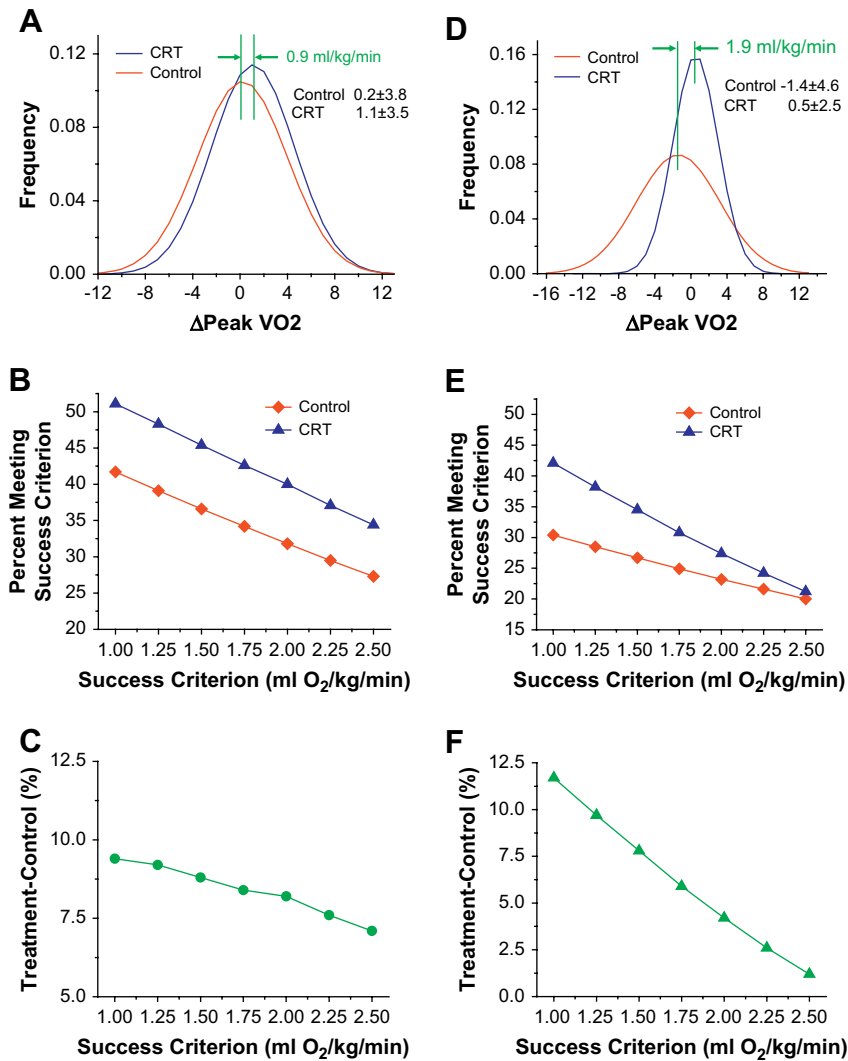 A
CRT
Control
0.9 ml/kg/min
Control 0.2±3.8
CRT 1.1±3.5
Frequency
0.12
0.08
0.04
0.00
-12 -8 -4 0 4 8 12
ΔPeak VO2
D
Control
CRT
1.9 ml/kg/min
Control -1.4±4.6
CRT 0.5±2.5
Frequency
0.16
0.12
0.08
0.04
0.00
-16 -12 -8 -4 0 4 8 12
ΔPeak VO2
B
Control
CRT
Percent Meeting
Success Criterion
50
45
40
35
30
25
20
1.00 1.25 1.50 1.75 2.00 2.25 2.50
Success Criterion (ml O₂/kg/min)
E
Control
CRT
Percent Meeting
Success Criterion
50
45
40
35
30
25
20
15
1.00 1.25 1.50 1.75 2.00 2.25 2.50
Success Criterion (ml O₂/kg/min)
C
Treatment-Control (%)
12.5
10.0
7.5
5.0
1.00 1.25 1.50 1.75 2.00 2.25 2.50
Success Criterion (ml O₂/kg/min)
F
Treatment-Control (%)
12.5
10.0
7.5
5.0
2.5
0.0
1.00 1.25 1.50 1.75 2.00 2.25 2.50
Success Criterion (ml O₂/kg/min)